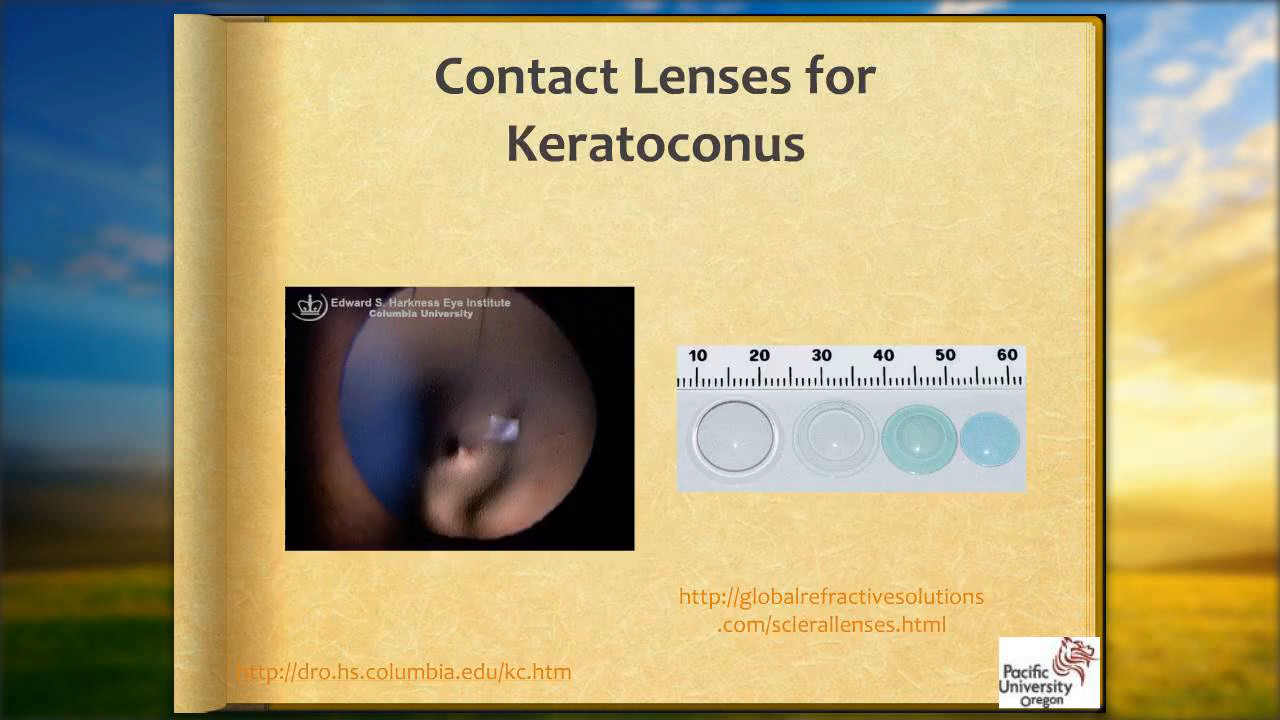 Contact Lenses for
Keratoconus
Edward S. Harkness Eye Institute
Columbia University
10 20 30 40 50 60
http://globalrefractivesolutions
.com/sclerallenses.html
http://dro.hs.columbia.edu/kc.htm
Pacific
University
Oregon